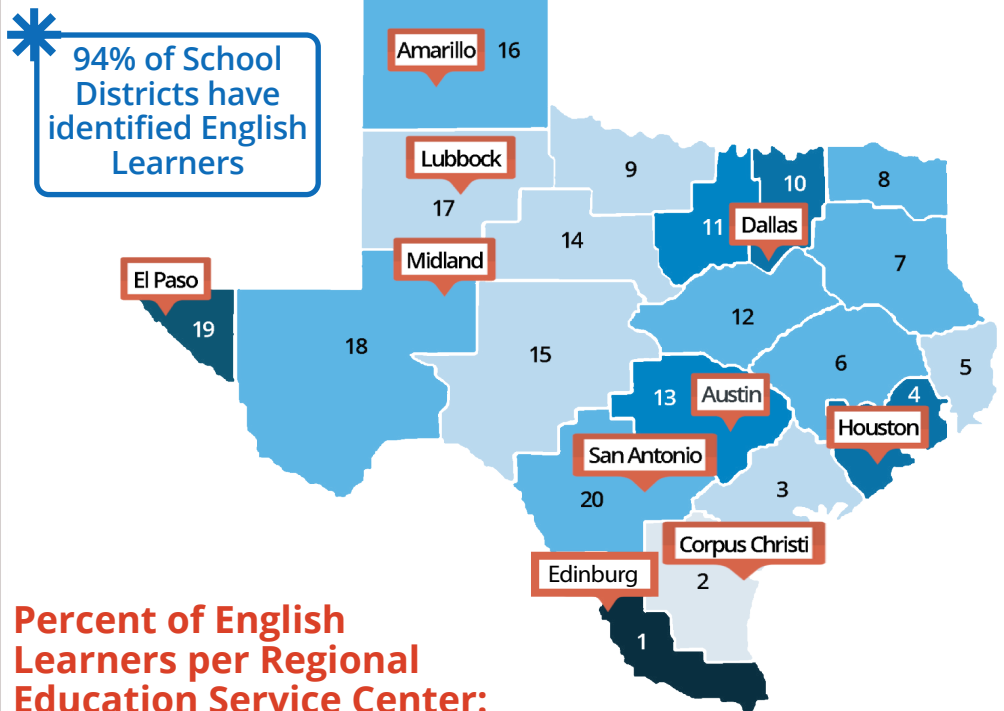 94% of School
Districts have
identified English
Learners
Amarillo 16
Lubbock
17
9
10
8
11
Dallas
14
Midland
7
El Paso
19
12
18
15
6
5
13
Austin
4
Houston
San Antonio
20
3
Corpus Christi
Edinburg
2
1
Percent of English
Learners per Regional
Education Service Center: